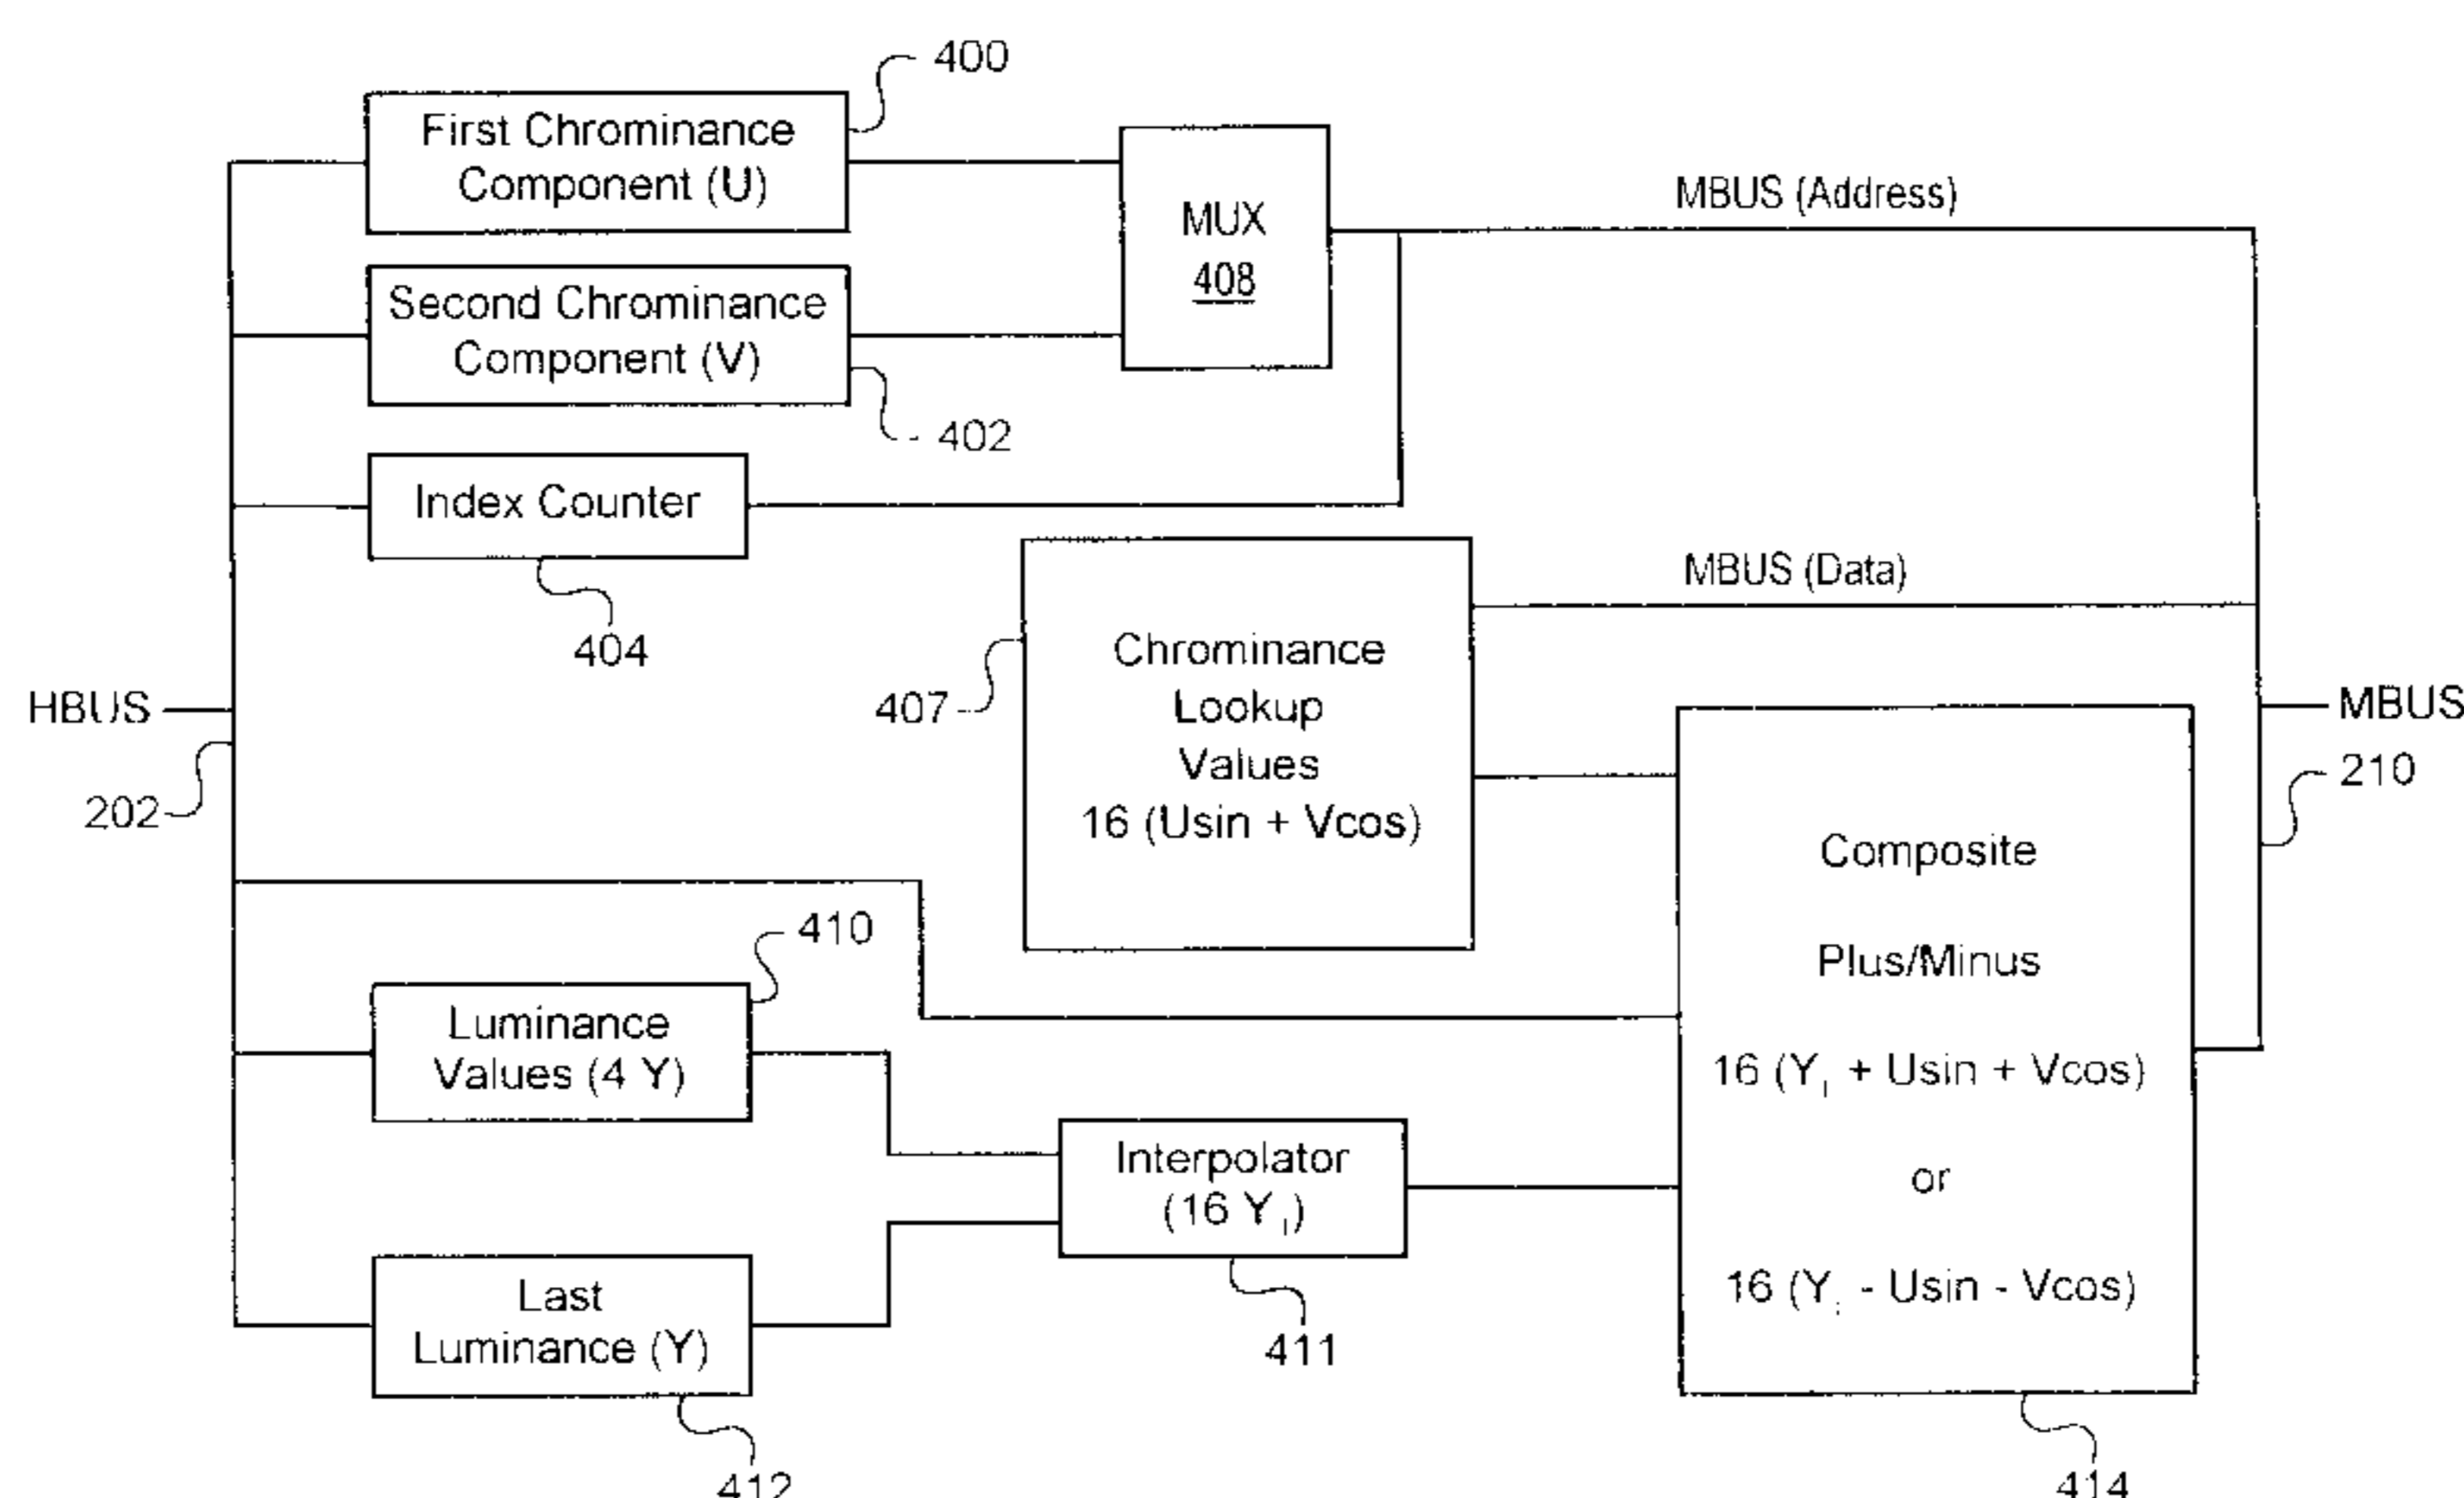 400
First Chrominance
Component (U)
MUX
408
MBUS (Address)
Second Chrominance
Component (V)
402
Index Counter
404
MBUS (Data)
Chrominance
Lookup
Values
16 (Usin + Vcos)
407
HBUS
202
MBUS
210
Composite
Plus/Minus
16 (Yᵢ + Usin + Vcos)
or
16 (Yᵢ - Usin - Vcos)
410
Luminance
Values (4 Y)
Interpolator
(16 Yᵢ)
411
Last
Luminance (Y)
412
414